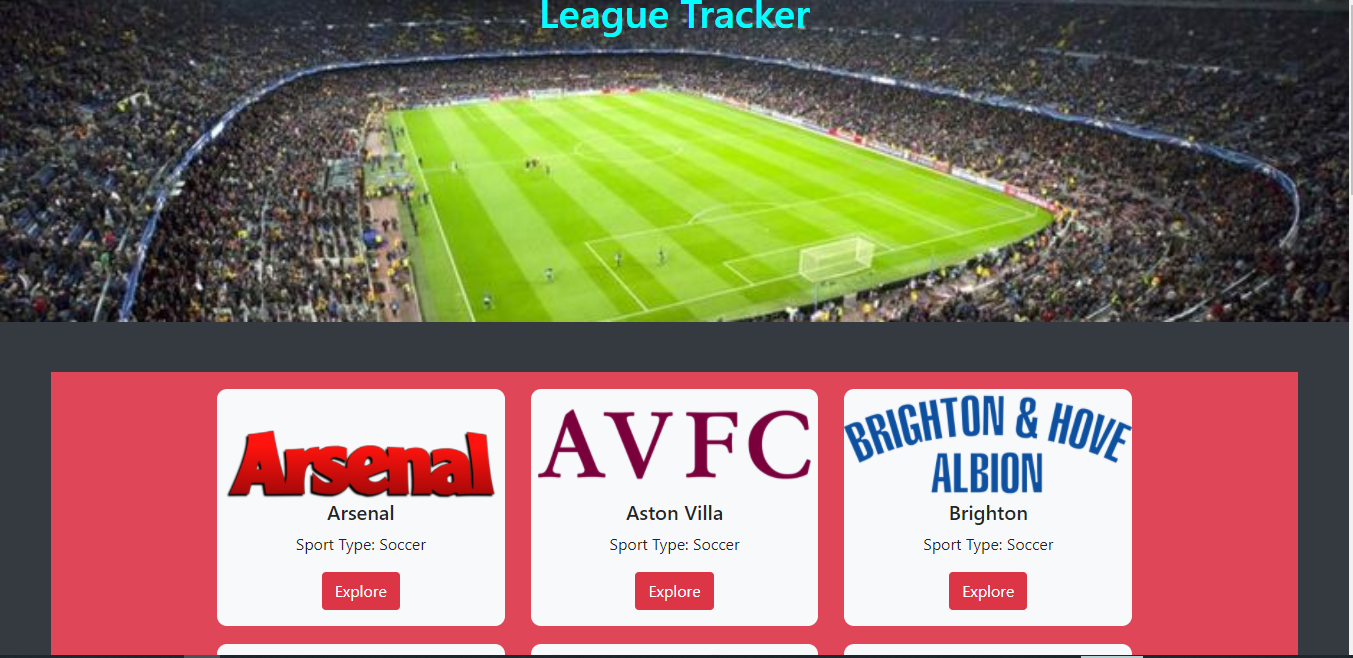 League Tracker
Arsenal
AVFC
BRIGHTON & HOVE
ALBION
Arsenal
Aston Villa
Brighton
Sport Type: Soccer
Sport Type: Soccer
Sport Type: Soccer
Explore
Explore
Explore